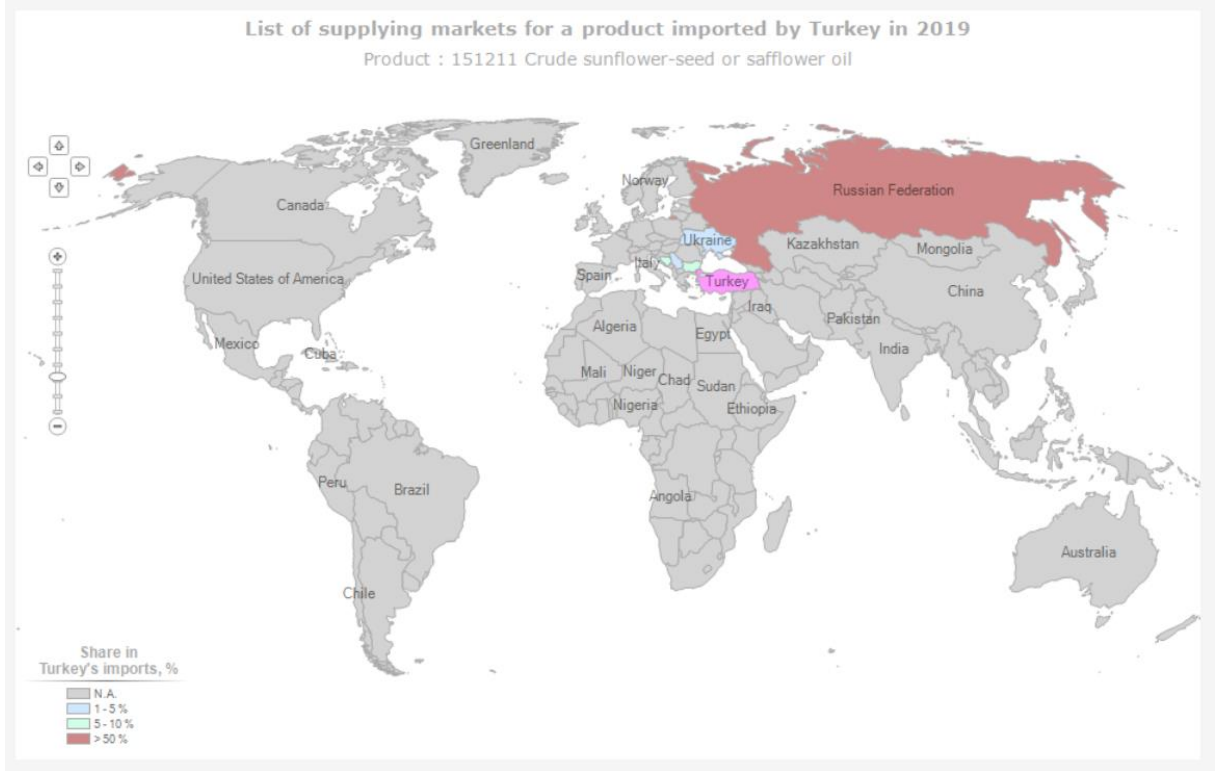 List of supplying markets for a product imported by Turkey in 2019
Product : 151211 Crude sunflower-seed or safflower oil
Greenland
Norway
Russian Federation
Canada
Ukraine
Kazakhstan
Mongolia
Italy
United States of America
Spain
Turkey
China
Iraq
Pakistan
Algeria
Egypt
Mexico
Cuba
India
Mali
Niger
Chad
Sudan
Nigeria
Ethiopia
Peru
Brazil
Angola
Australia
Chile
Share in
Turkey's imports, %
N.A.
1 - 5 %
5 - 10 %
> 50 %